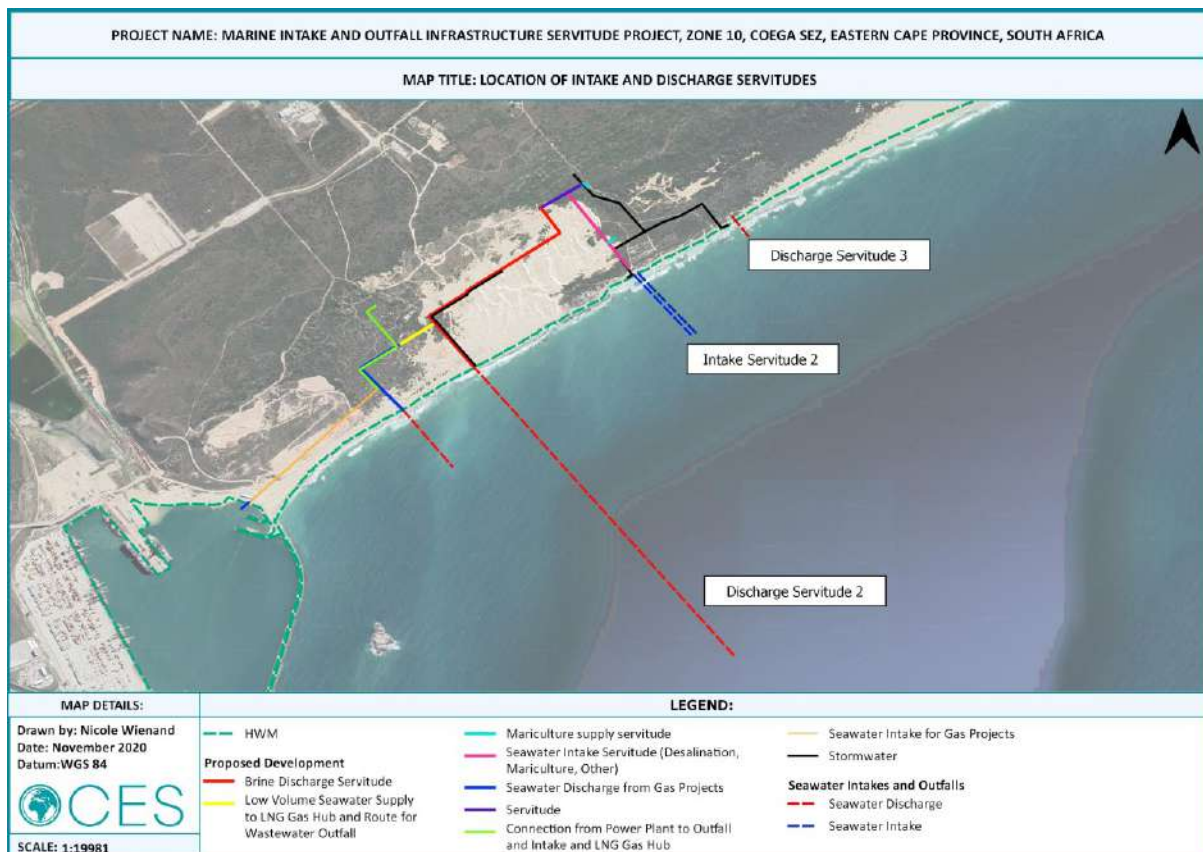 PROJECT NAME: MARINE INTAKE AND OUTFALL INFRASTRUCTURE SERVITUDE PROJECT, ZONE 10, COEGA SEZ, EASTERN CAPE PROVINCE, SOUTH AFRICA
MAP TITLE: LOCATION OF INTAKE AND DISCHARGE SERVITUDES
Discharge Servitude 3
Intake Servitude 2
Discharge Servitude 2
MAP DETAILS:
Drawn by: Nicole Wienand
Date: November 2020
Datum:WGS 84
CES
SCALE: 1:19981
LEGEND:
HWM
Proposed Development
Brine Discharge Servitude
Low Volume Seawater Supply
to LNG Gas Hub and Route for
Wastewater Outfall
Mariculture supply servitude
Seawater Intake Servitude (Desalination,
Mariculture, Other)
Seawater Discharge from Gas Projects
Servitude
Connection from Power Plant to Outfall
and Intake and LNG Gas Hub
Seawater Intake for Gas Projects
Stormwater
Seawater Intakes and Outfalls
Seawater Discharge
Seawater Intake